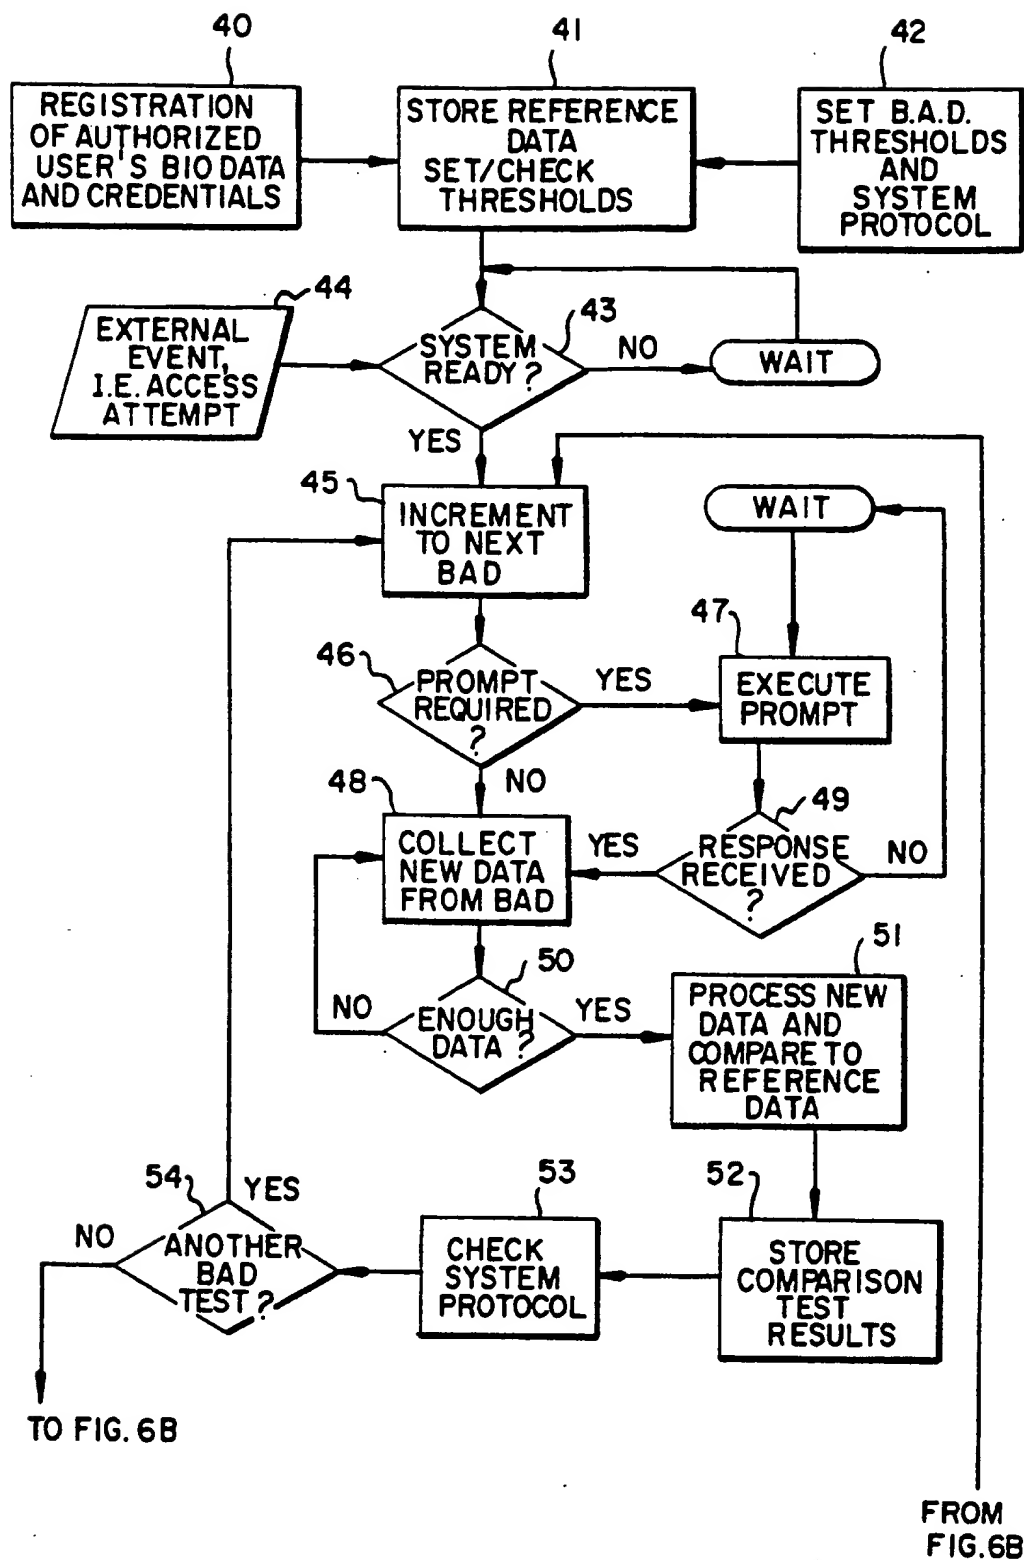 40
41
42
REGISTRATION
OF AUTHORIZED
USER'S BIO DATA
AND CREDENTIALS
STORE REFERENCE
DATA
SET/CHECK
THRESHOLDS
SET B.A.D.
THRESHOLDS
AND
SYSTEM
PROTOCOL
44
EXTERNAL
EVENT,
I.E. ACCESS
ATTEMPT
43
SYSTEM
READY?
NO
WAIT
YES
45
INCREMENT
TO NEXT
BAD
WAIT
46
PROMPT
REQUIRED
?
YES
47
EXECUTE
PROMPT
NO
48
COLLECT
NEW DATA
FROM BAD
YES
49
RESPONSE
RECEIVED
?
NO
50
ENOUGH
DATA?
NO
YES
51
PROCESS NEW
DATA AND
COMPARE TO
REFERENCE
DATA
54
YES
NO
ANOTHER
BAD
TEST?
53
CHECK
SYSTEM
PROTOCOL
52
STORE
COMPARISON
TEST
RESULTS
TO FIG. 6B
FROM
FIG. 6B